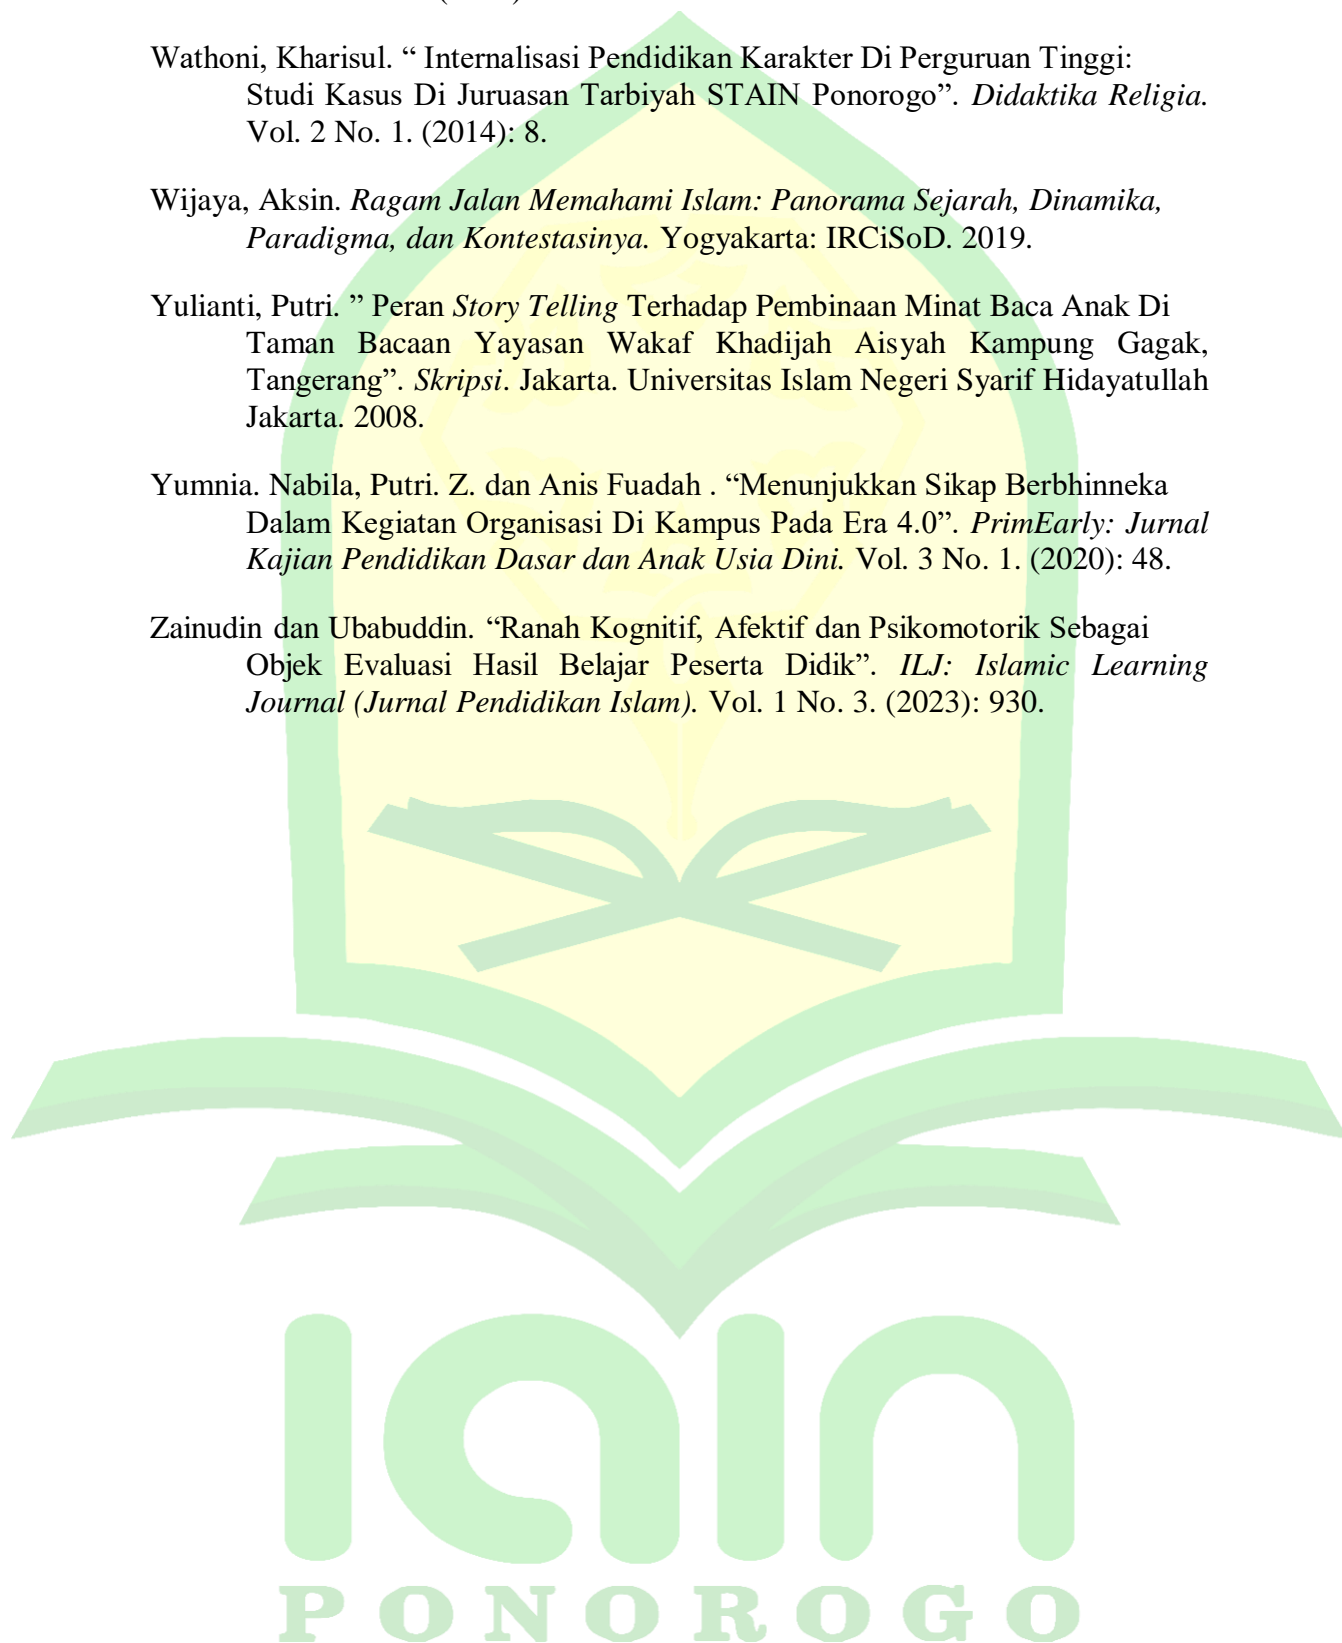 Wathoni, Kharisul. “ Internalisasi Pendidikan Karakter Di Perguruan Tinggi:
Studi Kasus Di Juruasan Tarbiyah STAIN Ponorogo”. Didaktika Religia.
Vol. 2 No. 1. (2014): 8.
Wijaya, Aksin. Ragam Jalan Memahami Islam: Panorama Sejarah, Dinamika,
Paradigma, dan Kontestasinya. Yogyakarta: IRCiSoD. 2019.
Yulianti, Putri. ” Peran Story Telling Terhadap Pembinaan Minat Baca Anak Di
Taman Bacaan Yayasan Wakaf Khadijah Aisyah Kampung Gagak,
Tangerang”. Skripsi. Jakarta. Universitas Islam Negeri Syarif Hidayatullah
Jakarta. 2008.
Yumnia. Nabila, Putri. Z. dan Anis Fuadah . “Menunjukkan Sikap Berbhinneka
Dalam Kegiatan Organisasi Di Kampus Pada Era 4.0”. PrimEarly: Jurnal
Kajian Pendidikan Dasar dan Anak Usia Dini. Vol. 3 No. 1. (2020): 48.
Zainudin dan Ubabuddin. “Ranah Kognitif, Afektif dan Psikomotorik Sebagai
Objek Evaluasi Hasil Belajar Peserta Didik”. ILJ: Islamic Learning
Journal (Jurnal Pendidikan Islam). Vol. 1 No. 3. (2023): 930.
IAIN
PONOROGO